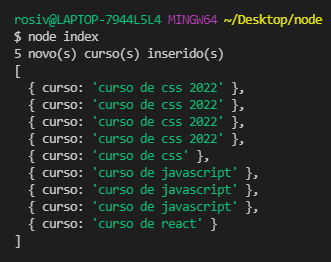 rosiv@LAPTOP-7944L5L4 MINGW64 ~/Desktop/node
$ node index
5 novo(s) curso(s) inserido(s)
[
  { curso: 'curso de css 2022' },
  { curso: 'curso de css 2022' },
  { curso: 'curso de css 2022' },
  { curso: 'curso de css 2022' },
  { curso: 'curso de css' },
  { curso: 'curso de javascript' },
  { curso: 'curso de javascript' },
  { curso: 'curso de javascript' },
  { curso: 'curso de react' }
]